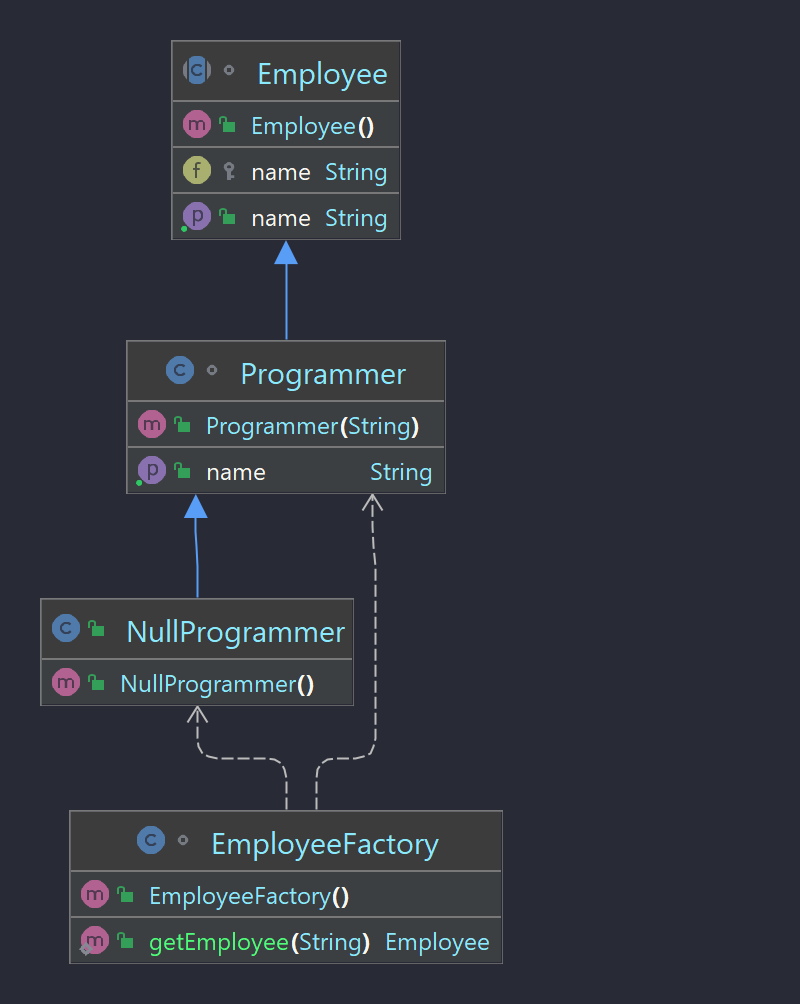 C Employee
m Employee()
f name String
p name String
C Programmer
m Programmer(String)
p name String
C NullProgrammer
m NullProgrammer()
C EmployeeFactory
m EmployeeFactory()
m getEmployee(String) Employee